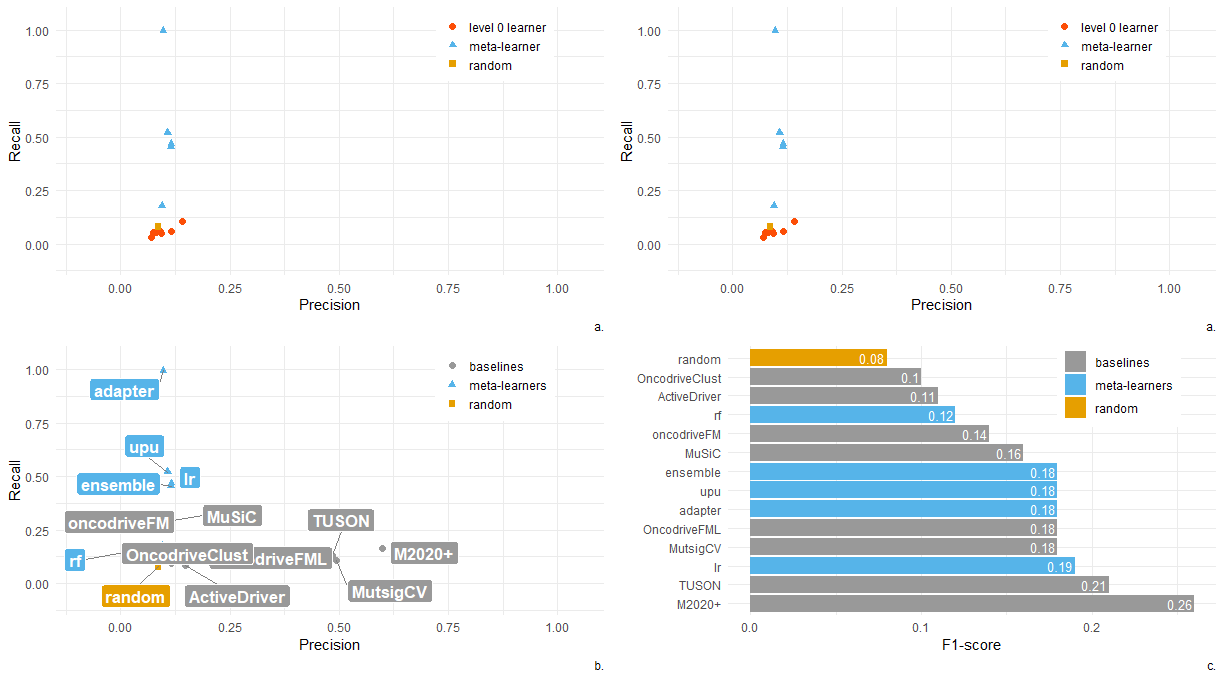 1.00
0.75
0.50
0.25
0.00
Recall
0.00
0.25
0.50
0.75
1.00
Precision
level 0 learner
meta-learner
random
a.
1.00
0.75
0.50
0.25
0.00
Recall
0.00
0.25
0.50
0.75
1.00
Precision
level 0 learner
meta-learner
random
a.
1.00
0.75
0.50
0.25
0.00
Recall
adapter
upu
lr
ensemble
oncodriveFM
MuSiC
TUSON
rf
OncodriveClust
driveFML
M2020+
random
ActiveDriver
MutsigCV
0.00
0.25
0.50
0.75
1.00
Precision
baselines
meta-learners
random
b.
random
0.08
OncodriveClust
0.1
ActiveDriver
0.11
rf
0.12
oncodriveFM
0.14
MuSiC
0.16
ensemble
0.18
upu
0.18
adapter
0.18
OncodriveFML
0.18
MutsigCV
0.18
lr
0.19
TUSON
0.21
M2020+
0.26
0.0
0.1
0.2
F1-score
baselines
meta-learners
random
c.